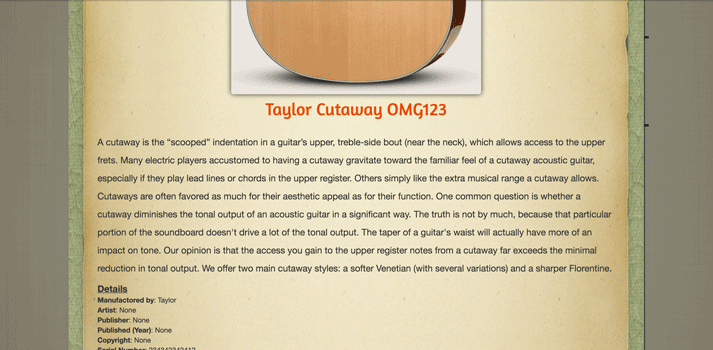 Taylor Cutaway OMG123
A cutaway is the “scooped” indentation in a guitar’s upper, treble-side bout (near the neck), which allows access to the upper
frets. Many electric players accustomed to having a cutaway gravitate toward the familiar feel of a cutaway acoustic guitar,
especially if they play lead lines or chords in the upper register. Others simply like the extra musical range a cutaway allows.
Cutaways are often favored as much for their aesthetic appeal as for their function. One common question is whether a
cutaway diminishes the tonal output of an acoustic guitar in a significant way. The truth is not by much, because that particular
portion of the soundboard doesn't drive a lot of the tonal output. The taper of a guitar's waist will actually have more of an
impact on tone. Our opinion is that the access you gain to the upper register notes from a cutaway far exceeds the minimal
reduction in tonal output. We offer two main cutaway styles: a softer Venetian (with several variations) and a sharper Florentine.
Details
Manufactored by: Taylor
Artist: None
Publisher: None
Published (Year): None
Copyright: None